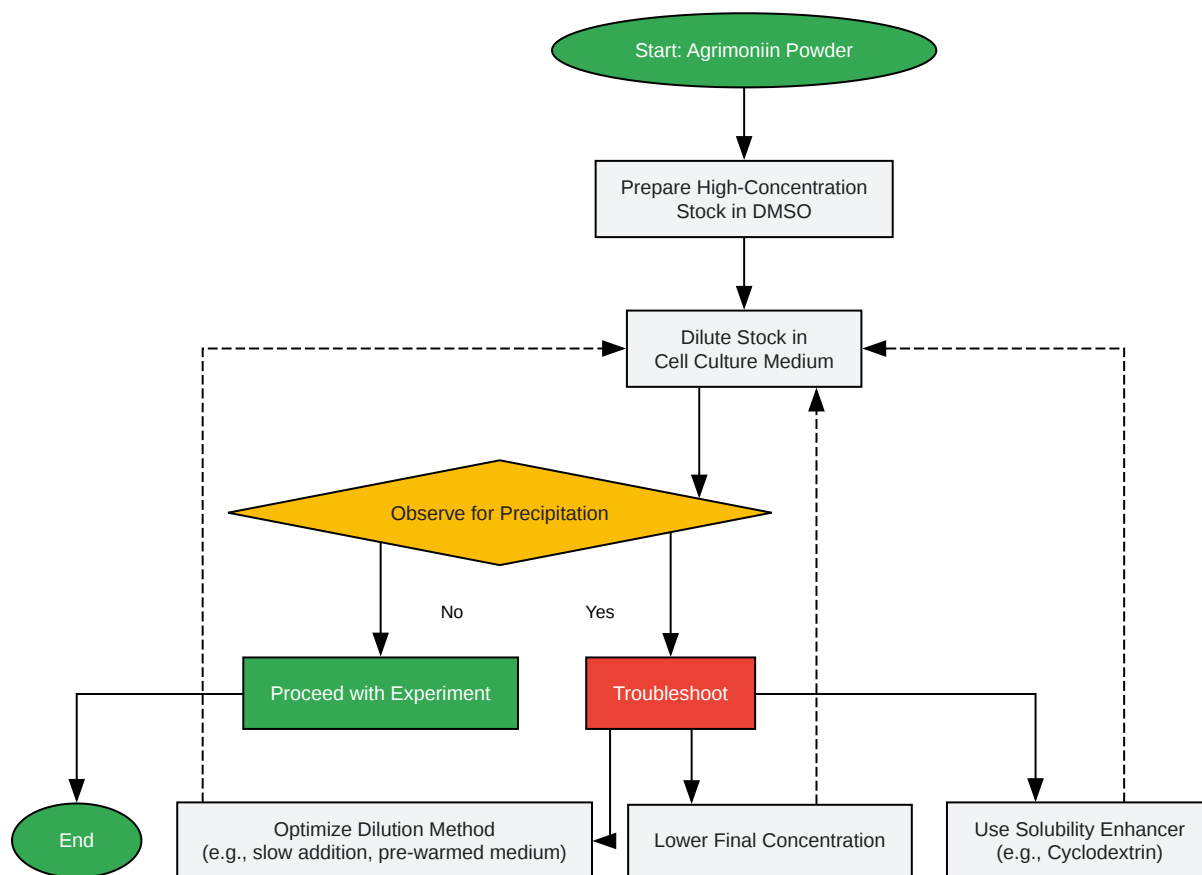 Start: Agrimoniin Powder
Prepare High-Concentration
Stock in DMSO
Dilute Stock in
Cell Culture Medium
Observe for Precipitation
No
Yes
Proceed with Experiment
Troubleshoot
End
Optimize Dilution Method
(e.g., slow addition, pre-warmed medium)
Lower Final Concentration
Use Solubility Enhancer
(e.g., Cyclodextrin)